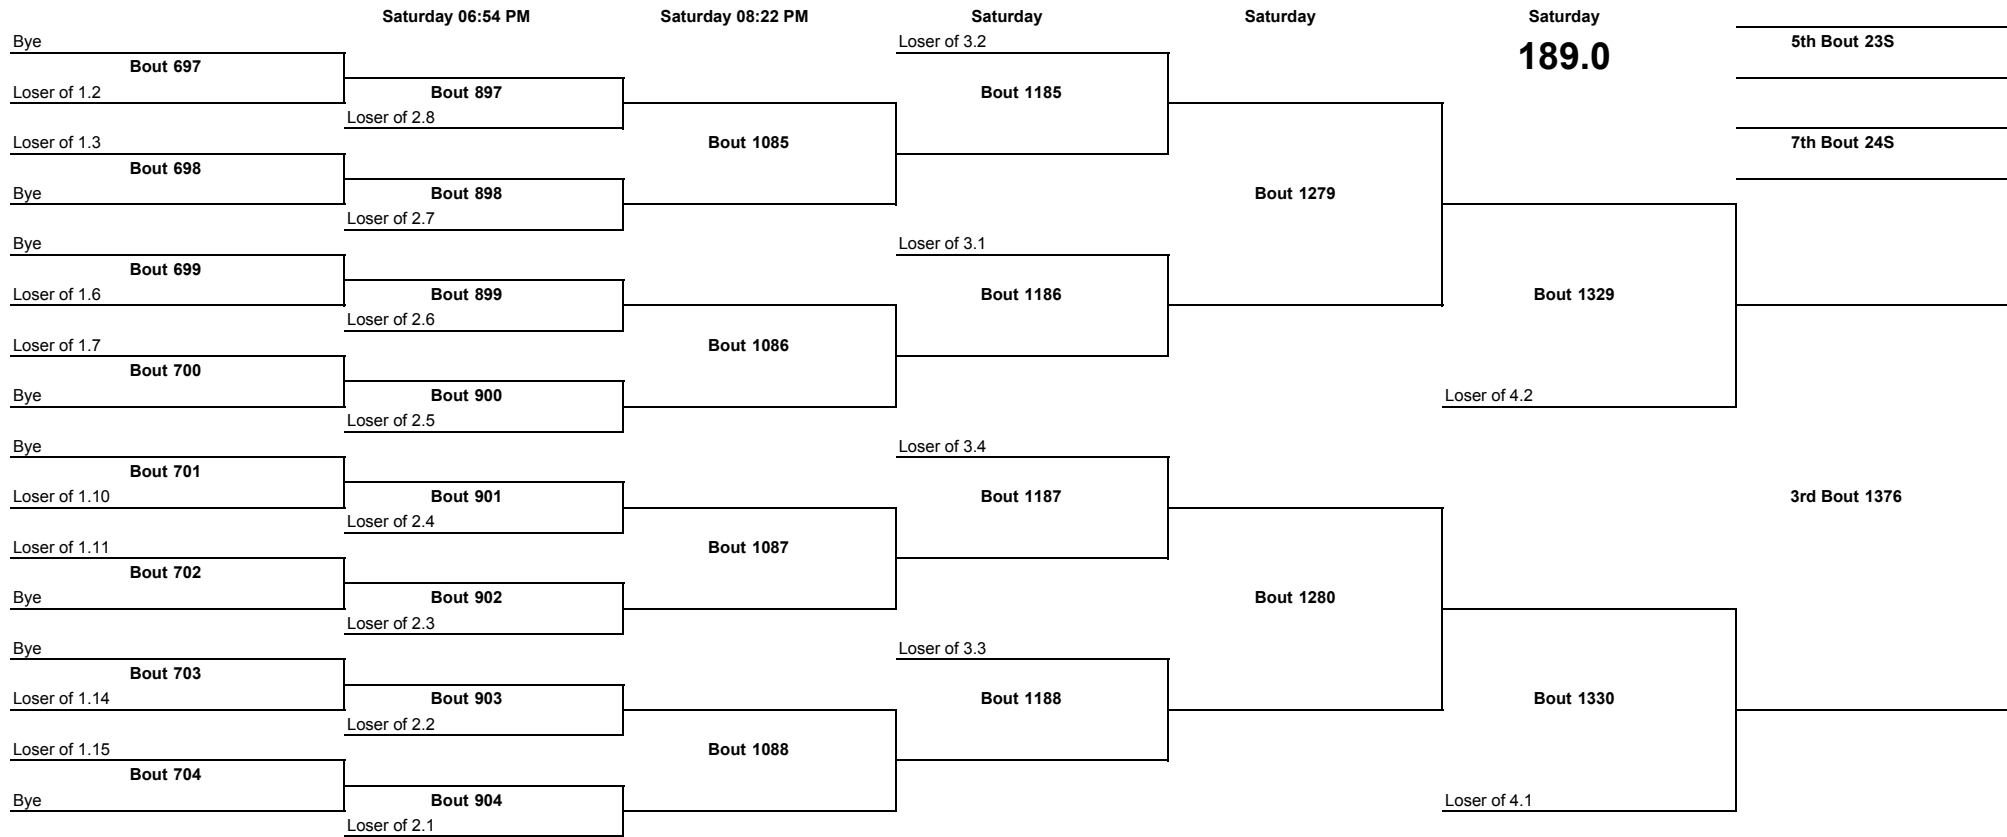 Saturday 06:54 PM
Saturday 08:22 PM
Saturday
Saturday
Saturday
189.0
Bye
Bout 697
Loser of 1.2
Loser of 1.3
Bout 698
Bye
Bye
Bout 699
Loser of 1.6
Loser of 1.7
Bout 700
Bye
Bye
Bout 701
Loser of 1.10
Loser of 1.11
Bout 702
Bye
Bye
Bout 703
Loser of 1.14
Loser of 1.15
Bout 704
Bye
Bout 897
Loser of 2.8
Bout 898
Loser of 2.7
Bout 899
Loser of 2.6
Bout 900
Loser of 2.5
Bout 901
Loser of 2.4
Bout 902
Loser of 2.3
Bout 903
Loser of 2.2
Bout 904
Loser of 2.1
Bout 1085
Bout 1086
Bout 1087
Bout 1088
Loser of 3.2
Bout 1185
Loser of 3.1
Bout 1186
Loser of 3.4
Bout 1187
Loser of 3.3
Bout 1188
Bout 1279
Bout 1280
Bout 1329
Loser of 4.2
Bout 1330
Loser of 4.1
5th Bout 23S
7th Bout 24S
3rd Bout 1376